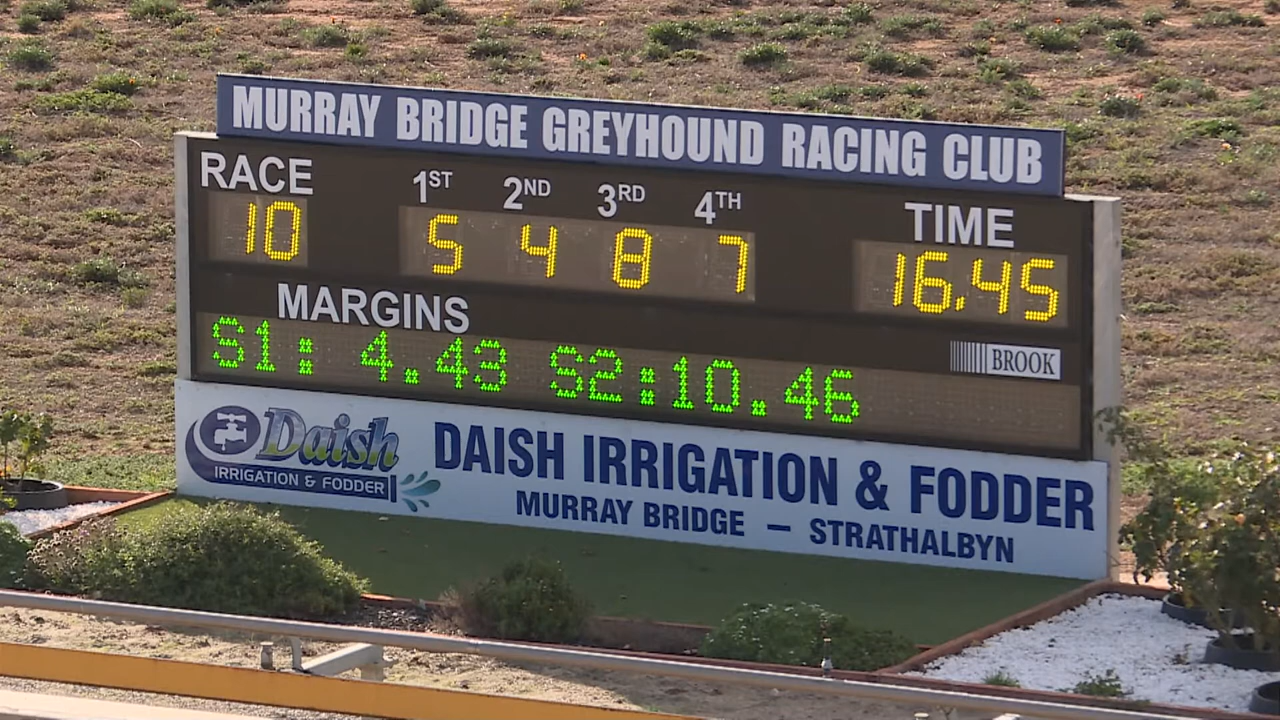 MURRAY BRIDGE GREYHOUND RACING CLUB
RACE 1ST 2ND 3RD 4TH TIME
10 5 4 8 7 16.45
MARGINS
S1: 4.43 S2:10.46
BROOK
Daish
IRRIGATION & FODDER
DAISH IRRIGATION & FODDER
MURRAY BRIDGE – STRATHALBYN